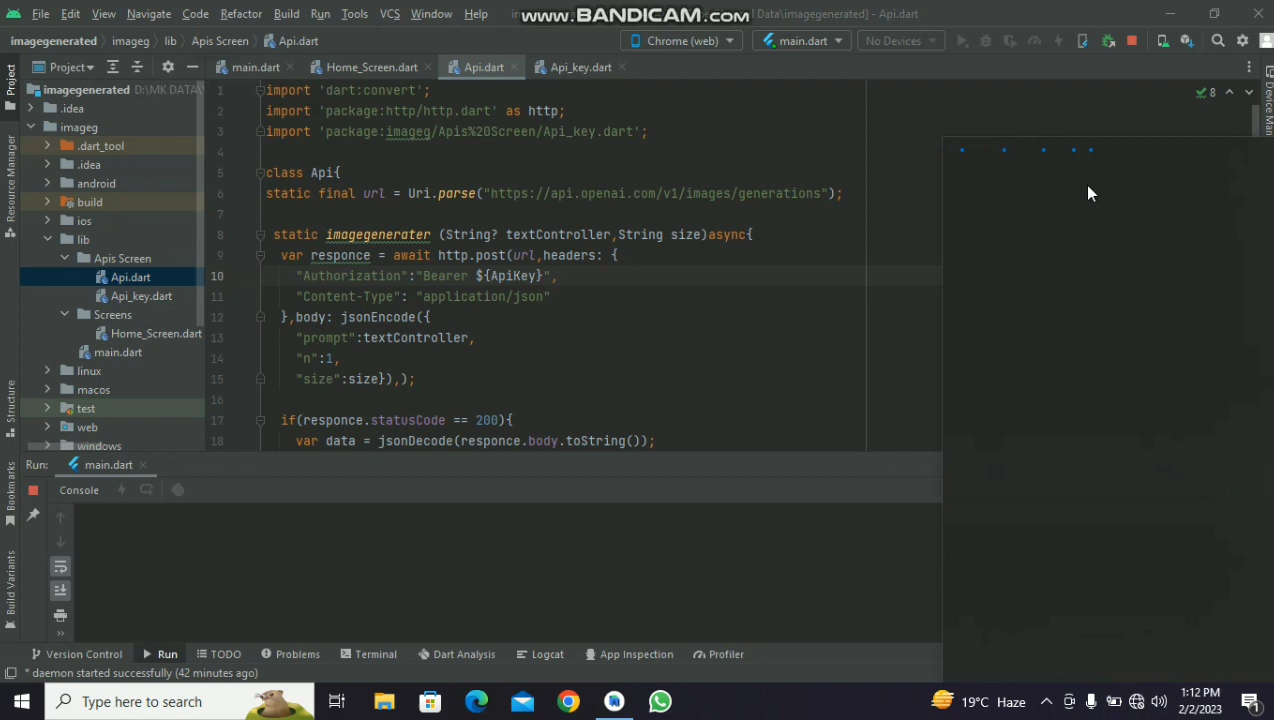 File Edit View Navigate Code Refactor Build Run Tools VCS Window Help
www.BANDICAM.com
Data\imagegenerated] - Api.dart
imagegenerated imageg lib Apis Screen Api.dart
Chrome (web) main.dart No Devices
Project main.dart Home_Screen.dart Api.dart Api_key.dart
Project
Resource Manager
Structure
Bookmarks
Build Variants
imagegenerated D:\MK DATA\
.idea
imageg
.dart_tool
.idea
android
build
ios
lib
Apis Screen
Api.dart
Api_key.dart
Screens
Home_Screen.dart
main.dart
linux
macos
test
web
windows
8
1 import 'dart:convert';
2 import 'package:http/http.dart' as http;
3 import 'package:imageg/Apis%20Screen/Api_key.dart';
4
5 class Api{
6 static final url = Uri.parse("https://api.openai.com/v1/images/generations");
7
8 static imagegenerater (String? textController,String size)async{
9 var responce = await http.post(url,headers: {
10 "Authorization":"Bearer ${ApiKey}",
11 "Content-Type": "application/json"
12 },body: jsonEncode({
13 "prompt":textController,
14 "n":1,
15 "size":size}),);
16
17 if(responce.statusCode == 200){
18 var data = jsonDecode(responce.body.toString());
Run: main.dart
Console
Version Control Run TODO Problems Terminal Dart Analysis Logcat App Inspection Profiler
* daemon started successfully (42 minutes ago)
Type here to search
19°C Haze
1:12 PM
2/2/2023
1